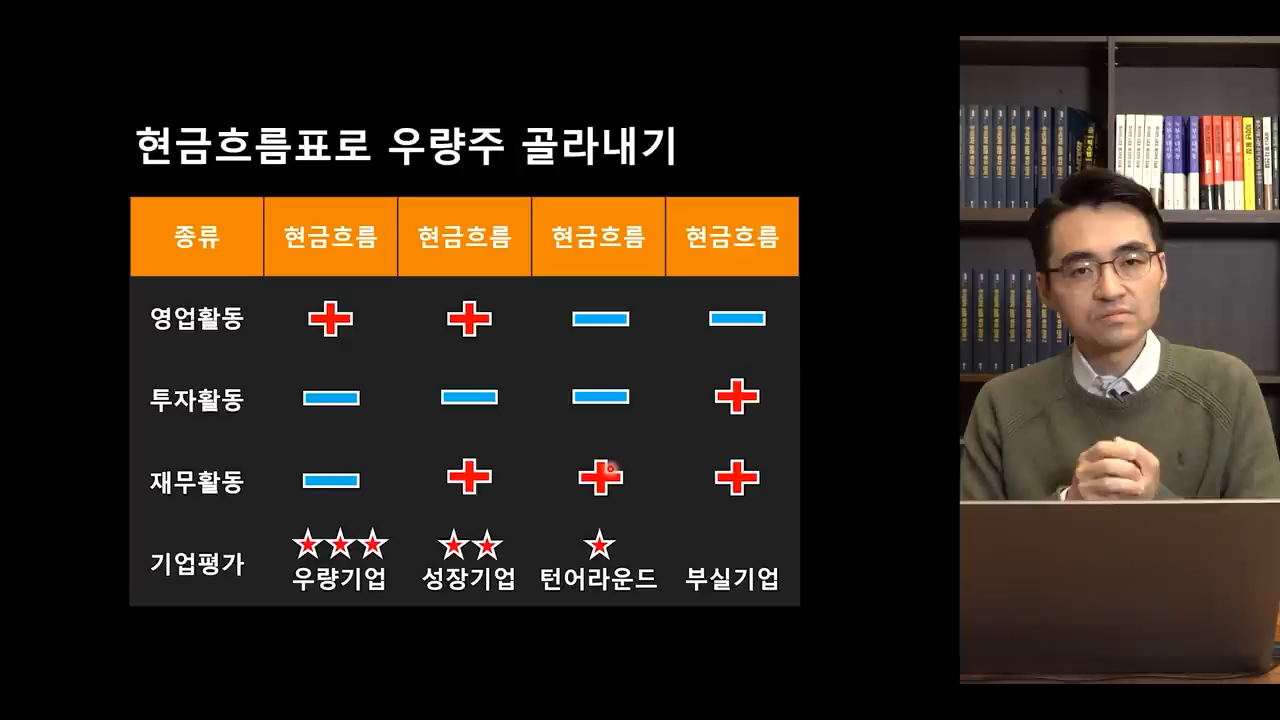 현금흐름표로 우량주 골라내기
종류 현금흐름 현금흐름 현금흐름 현금흐름
영업활동
투자활동
재무활동
기업평가 우량기업 성장기업 턴어라운드 부실기업